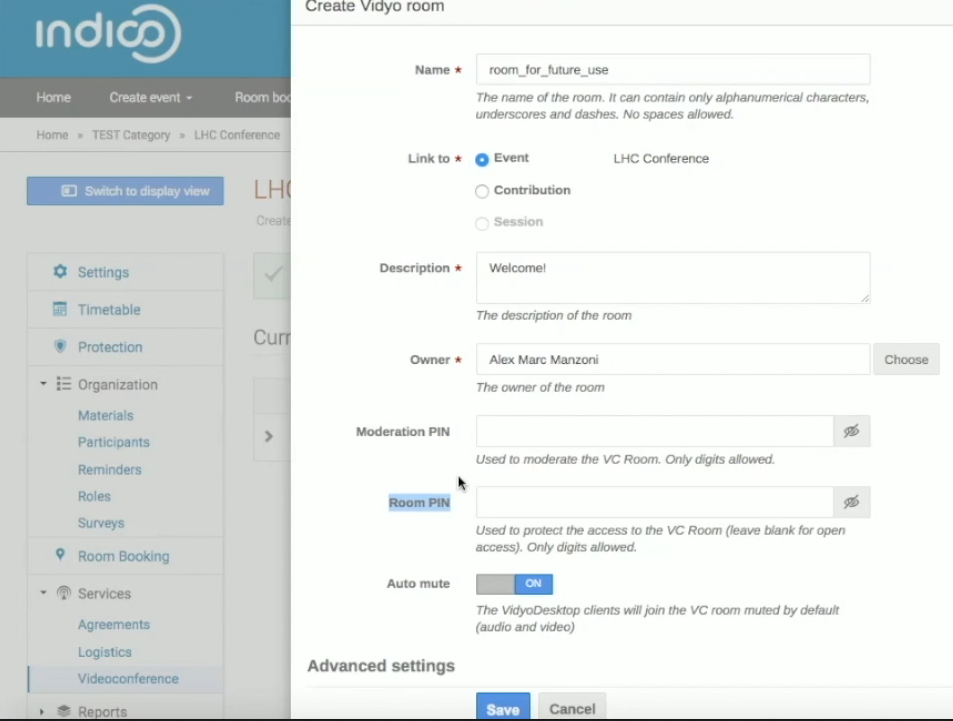 Create Vidyo room
indico
Home Create event Room boo
Home » TEST Category » LHC Conference
Switch to display view
LHC
Create
Settings
Timetable
Protection
Curr
Organization
Materials
Participants
Reminders
Roles
Surveys
Room Booking
Services
Agreements
Logistics
Videoconference
Reports
Name * room_for_future_use
The name of the room. It can contain only alphanumerical characters,
underscores and dashes. No spaces allowed.
Link to * Event LHC Conference
Contribution
Session
Description * Welcome!
The description of the room
Owner * Alex Marc Manzoni Choose
The owner of the room
Moderation PIN
Used to moderate the VC Room. Only digits allowed.
Room PIN
Used to protect the access to the VC Room (leave blank for open
access). Only digits allowed.
Auto mute ON
The VidyoDesktop clients will join the VC room muted by default
(audio and video)
Advanced settings
Save Cancel